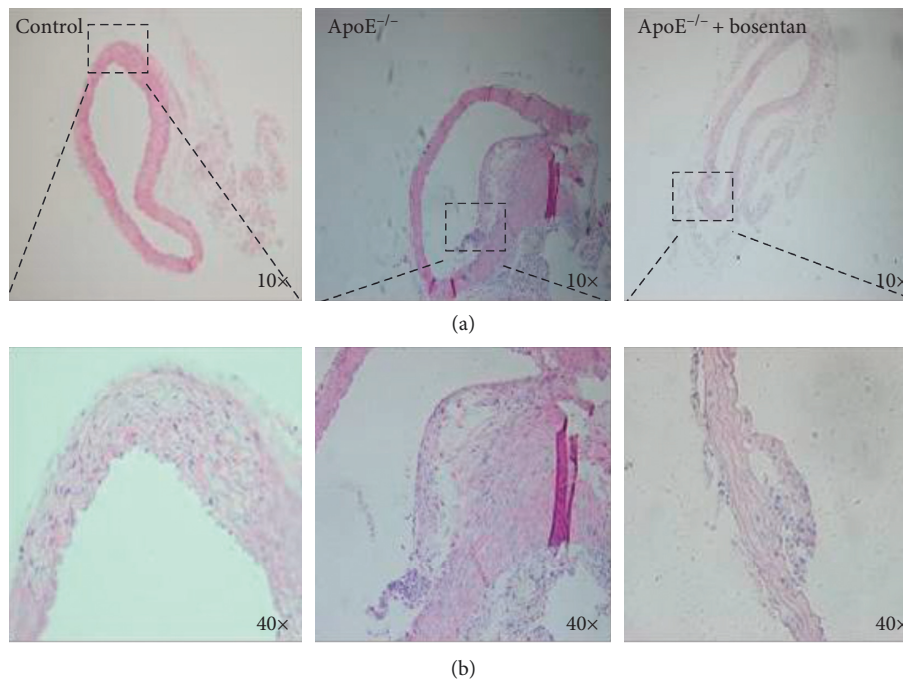 Control
ApoE⁻/⁻
ApoE⁻/⁻ + bosentan
10×
10×
10×
(a)
40×
40×
40×
(b)